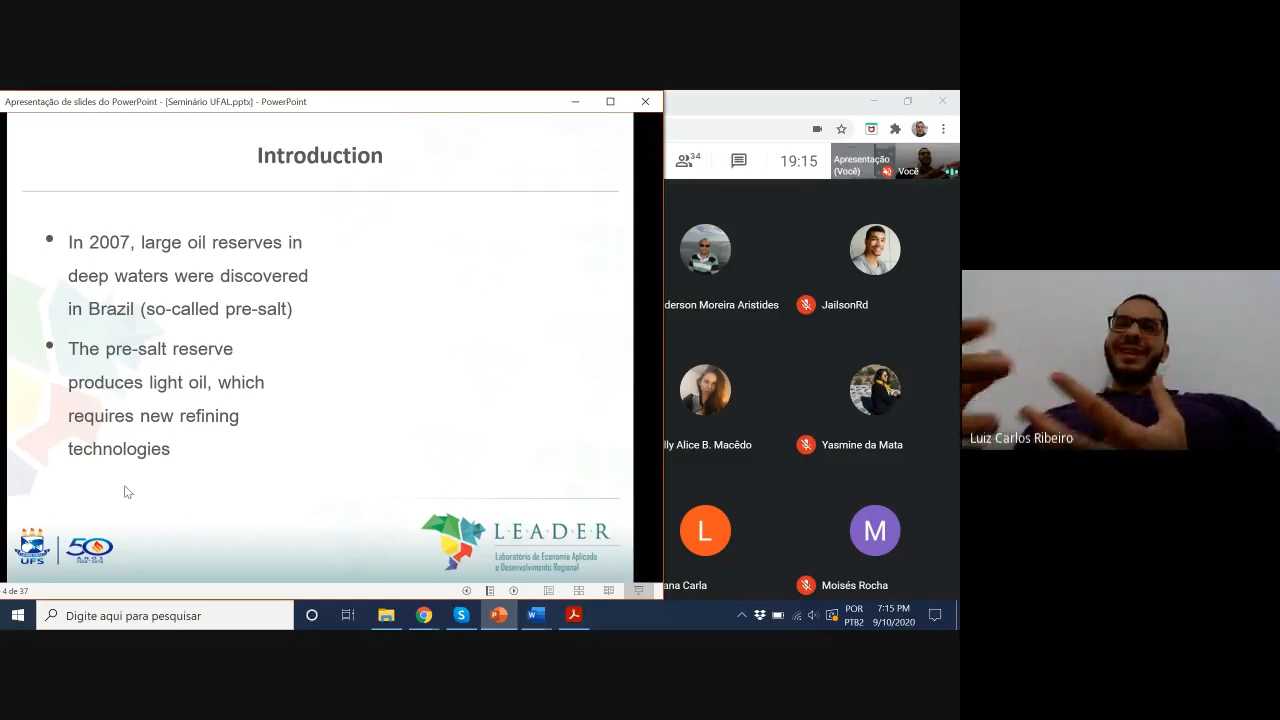 Apresentação de slides do PowerPoint - [Seminário UFAL.pptx] - PowerPoint
Introduction
• In 2007, large oil reserves in
deep waters were discovered
in Brazil (so-called pre-salt)
• The pre-salt reserve
produces light oil, which
requires new refining
technologies
UFS
50
ANOS
L·E·A·D·E·R
Laboratório de Economia Aplicada
e Desenvolvimento Regional
4 de 37
34
19:15
Apresentação
(Você)
Você
derson Moreira Aristides
JailsonRd
lly Alice B. Macêdo
Yasmine da Mata
L
M
ana Carla
Moisés Rocha
Luiz Carlos Ribeiro
Digite aqui para pesquisar
POR
PTB2
7:15 PM
9/10/2020